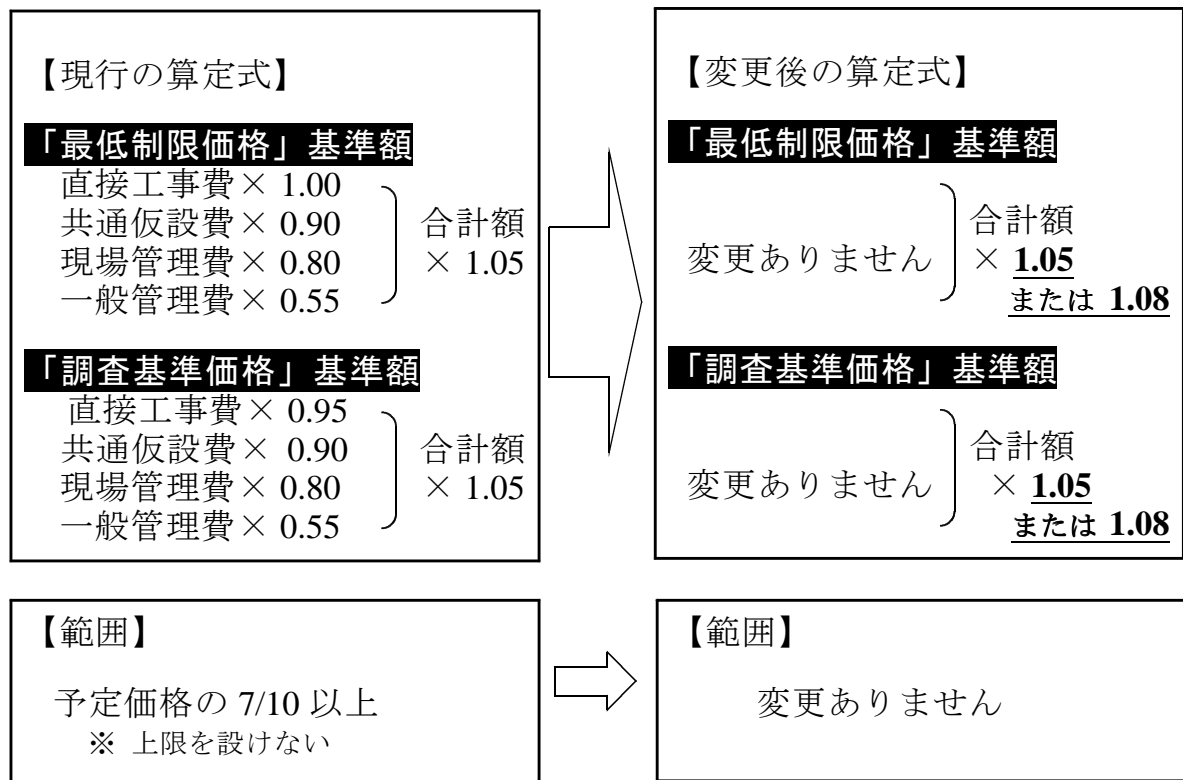 【現行の算定式】
「最低制限価格」基準額
直接工事費× 1.00
共通仮設費× 0.90
現場管理費× 0.80
一般管理費× 0.55
合計額
× 1.05
「調査基準価格」基準額
直接工事費× 0.95
共通仮設費× 0.90
現場管理費× 0.80
一般管理費× 0.55
合計額
× 1.05
【変更後の算定式】
「最低制限価格」基準額
変更ありません
合計額
× 1.05
または 1.08
「調査基準価格」基準額
変更ありません
合計額
× 1.05
または 1.08
【範囲】
予定価格の 7/10 以上
※ 上限を設けない
【範囲】
変更ありません